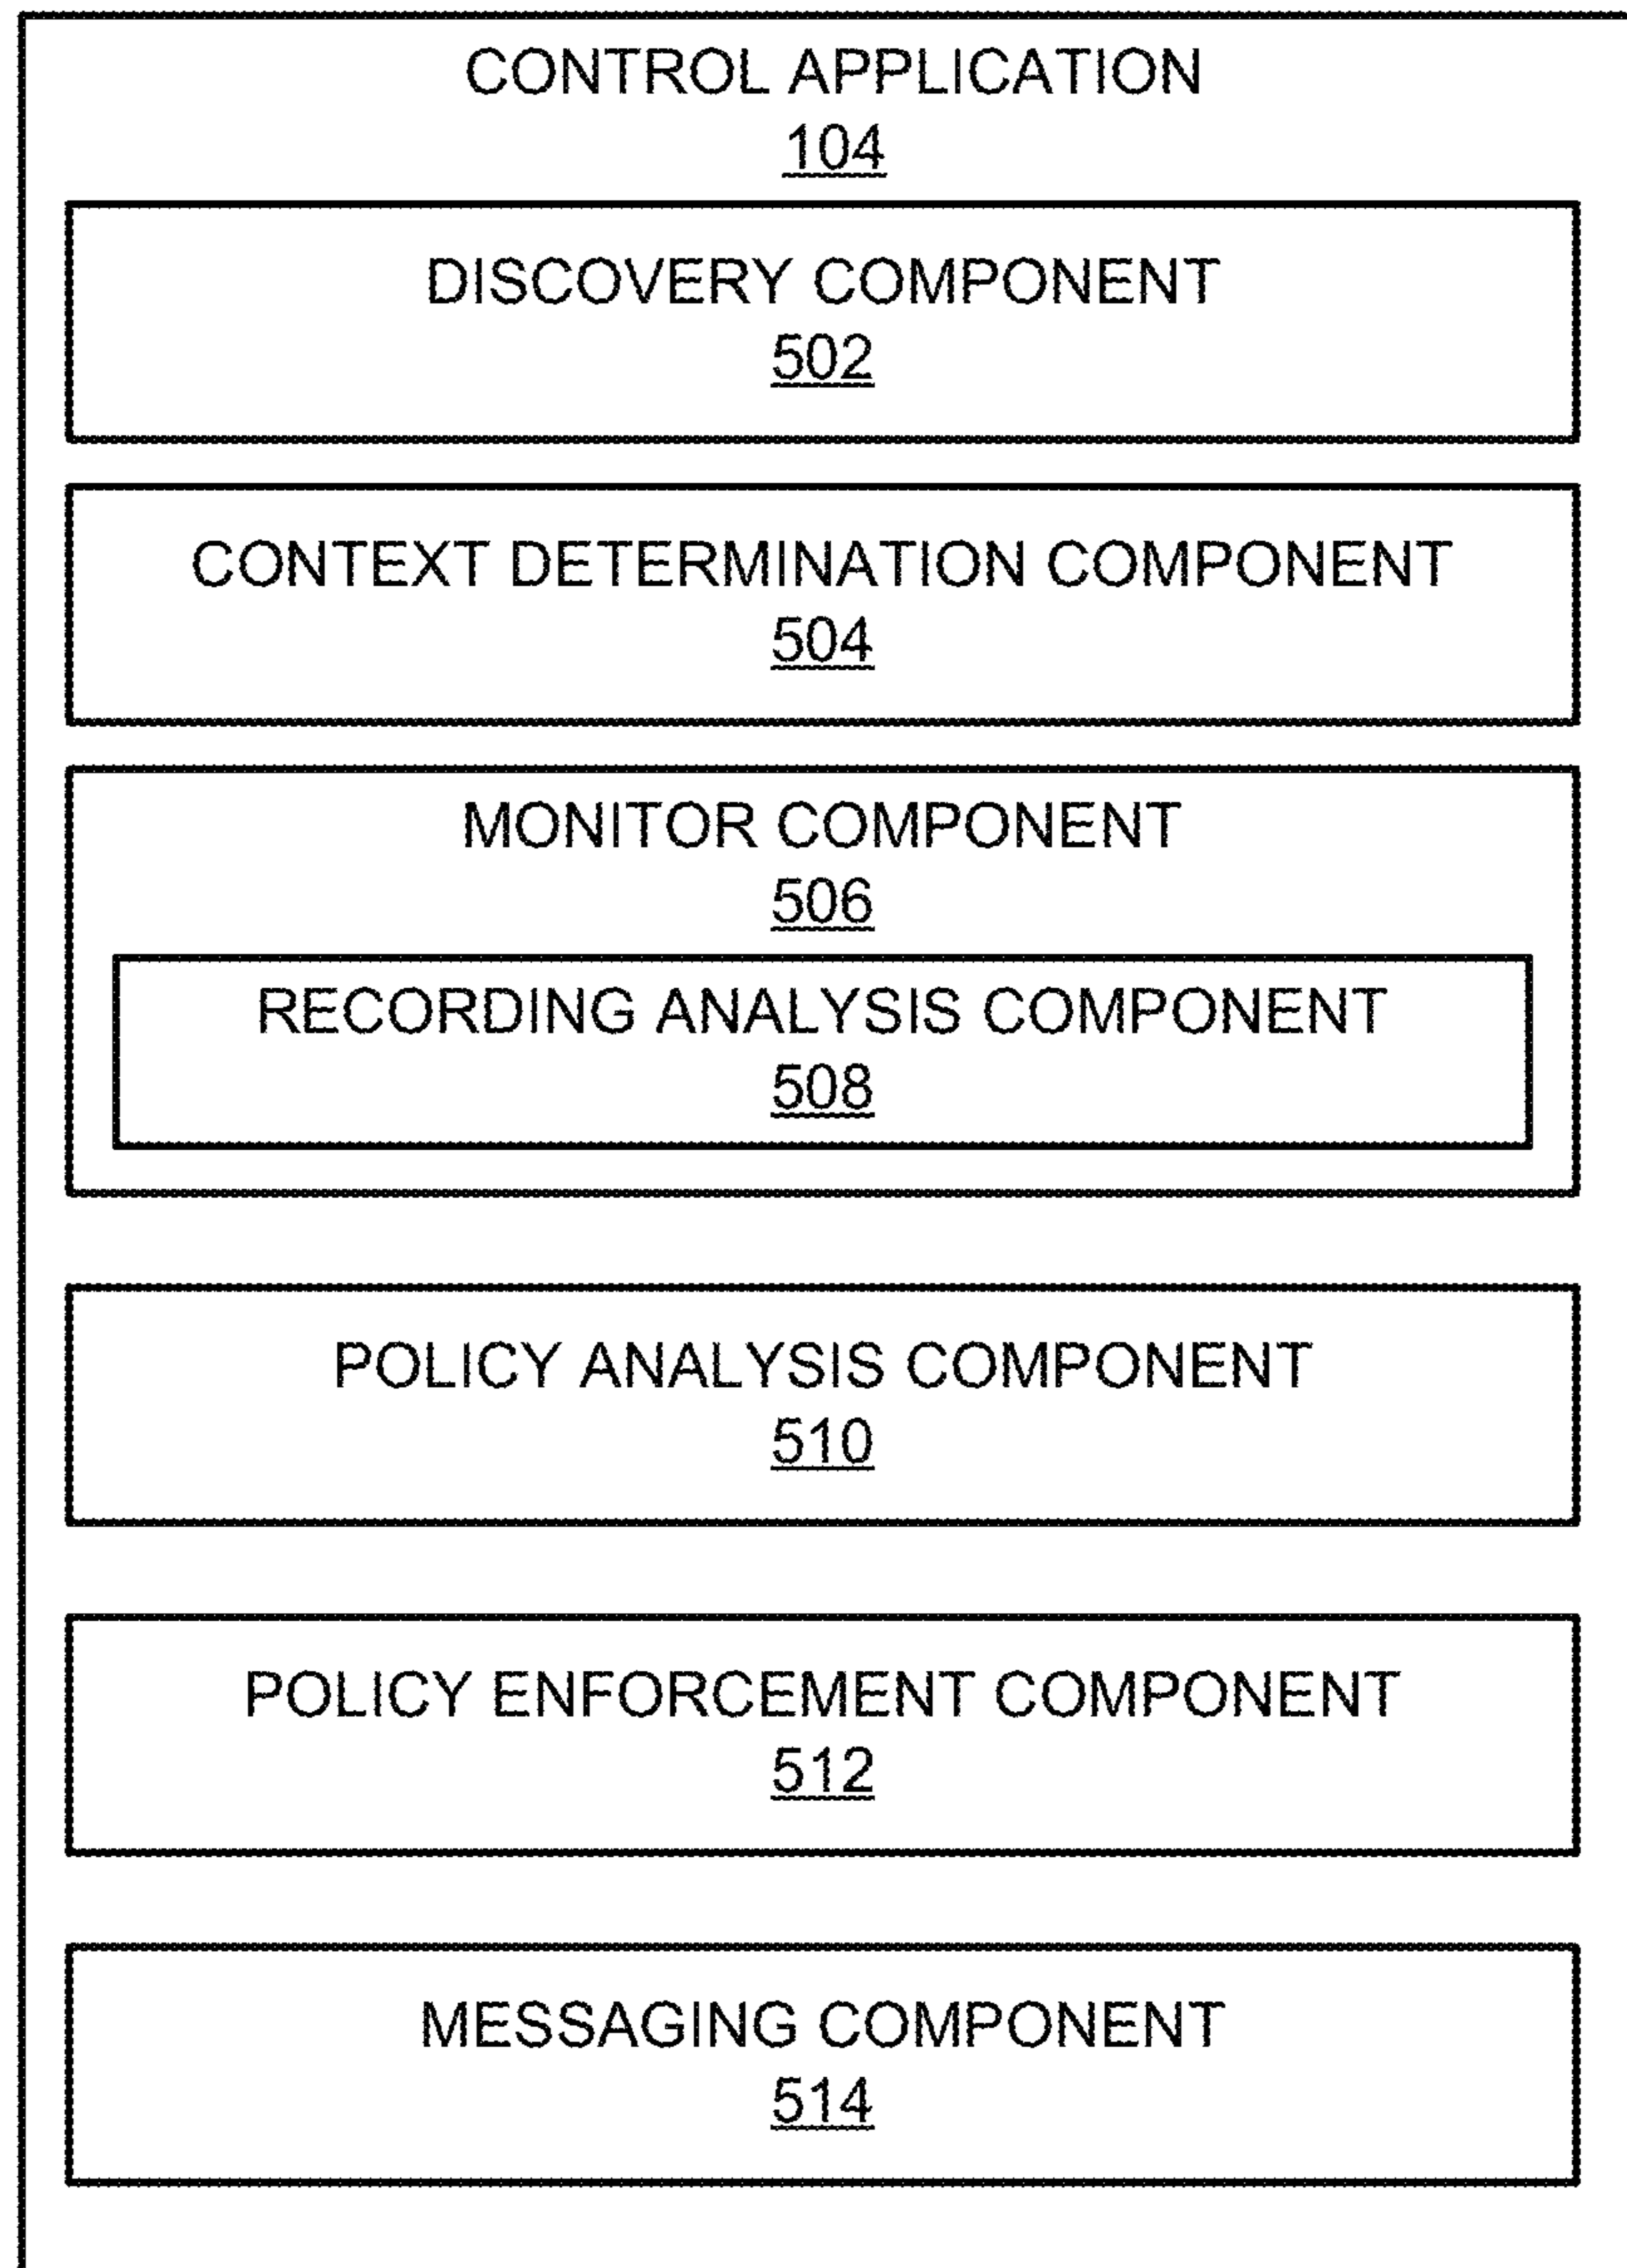 CONTROL APPLICATION
104
DISCOVERY COMPONENT
502
CONTEXT DETERMINATION COMPONENT
504
MONITOR COMPONENT
506
RECORDING ANALYSIS COMPONENT
508
POLICY ANALYSIS COMPONENT
510
POLICY ENFORCEMENT COMPONENT
512
MESSAGING COMPONENT
514